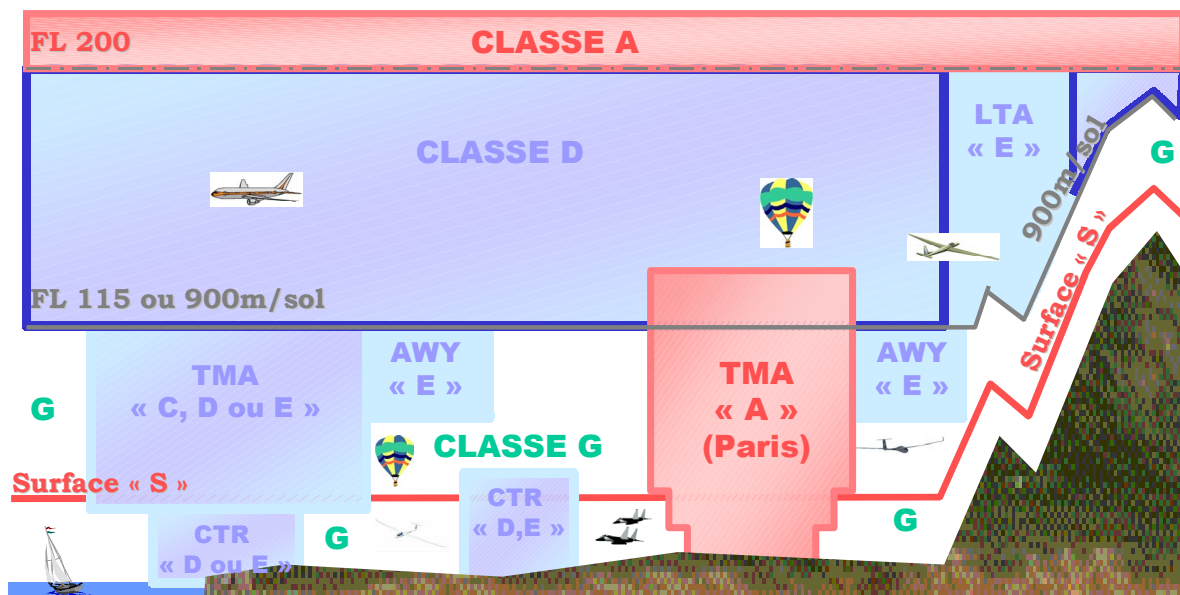 FL 200
CLASSE A
CLASSE D
LTA
« E »
G
900m/sol
Surface « S »
FL 115 ou 900m/sol
TMA
« C, D ou E »
AWY
« E »
TMA
« A »
(Paris)
AWY
« E »
G
CLASSE G
Surface « S »
CTR
« D ou E »
G
CTR
« D,E »
G